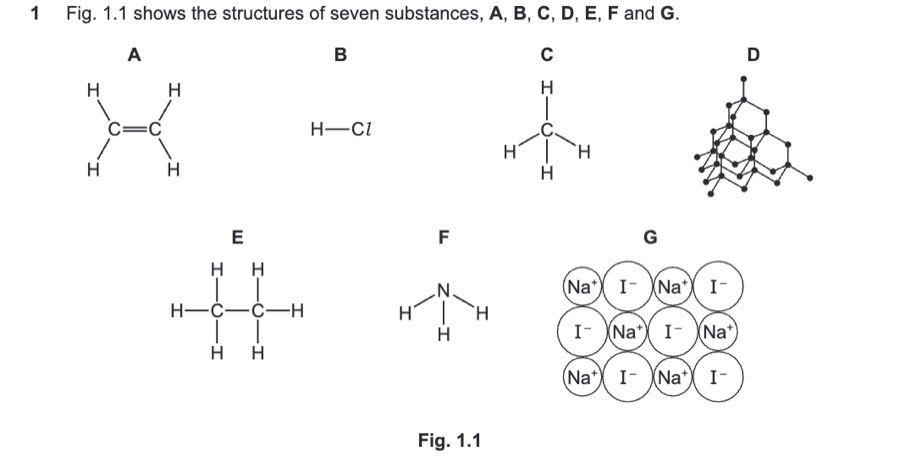 1 Fig. 1.1 shows the structures of seven substances, A, B, C, D, E, F and G.
A B C D
H H H
C=C H—Cl C
H H H H H
E F G
H H Na⁺ I⁻ Na⁺ I⁻
H—C—C—H N
H H H I⁻ Na⁺ I⁻ Na⁺
H H H Na⁺ I⁻ Na⁺ I⁻
Fig. 1.1